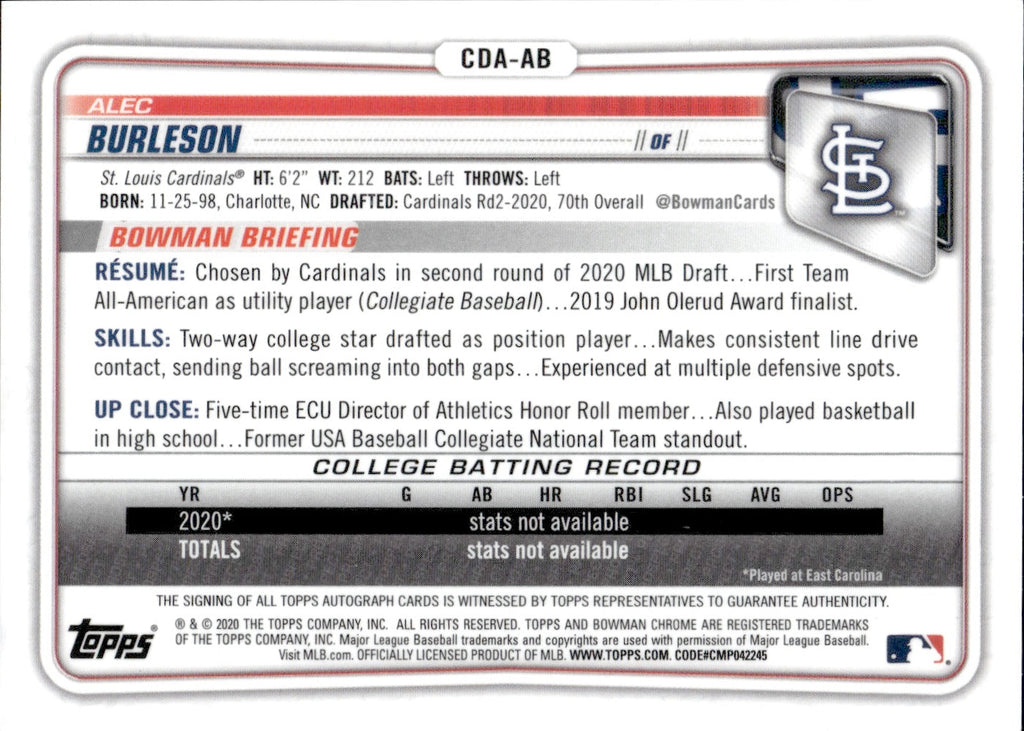 CDA-AB
ALEC
BURLESON // OF //
St. Louis Cardinals® HT: 6'2" WT: 212 BATS: Left THROWS: Left
BORN: 11-25-98, Charlotte, NC DRAFTED: Cardinals Rd2-2020, 70th Overall @BowmanCards
STL ™
BOWMAN BRIEFING
RÉSUMÉ: Chosen by Cardinals in second round of 2020 MLB Draft...First Team
All-American as utility player (Collegiate Baseball)...2019 John Olerud Award finalist.
SKILLS: Two-way college star drafted as position player...Makes consistent line drive
contact, sending ball screaming into both gaps...Experienced at multiple defensive spots.
UP CLOSE: Five-time ECU Director of Athletics Honor Roll member...Also played basketball
in high school...Former USA Baseball Collegiate National Team standout.
COLLEGE BATTING RECORD
YR G AB HR RBI SLG AVG OPS
2020* stats not available
TOTALS stats not available
*Played at East Carolina
THE SIGNING OF ALL TOPPS AUTOGRAPH CARDS IS WITNESSED BY TOPPS REPRESENTATIVES TO GUARANTEE AUTHENTICITY.
Topps®
® & © 2020 THE TOPPS COMPANY, INC. ALL RIGHTS RESERVED. TOPPS AND BOWMAN CHROME ARE REGISTERED TRADEMARKS
OF THE TOPPS COMPANY, INC. Major League Baseball trademarks and copyrights are used with permission of Major League Baseball.
Visit MLB.com. OFFICIALLY LICENSED PRODUCT OF MLB. WWW.TOPPS.COM. CODE#CMP042245